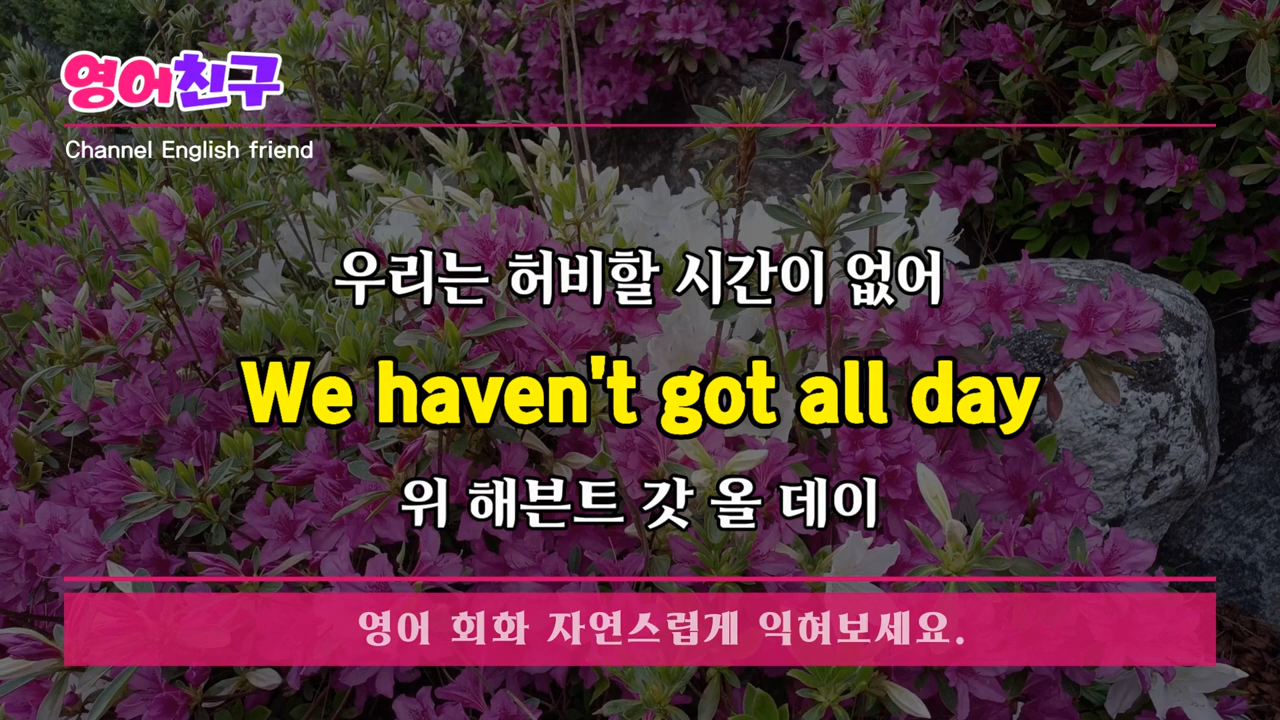 영어친구
Channel English friend
우리는 허비할 시간이 없어
We haven't got all day
위 해븐트 갓 올 데이
영어 회화 자연스럽게 익혀보세요.